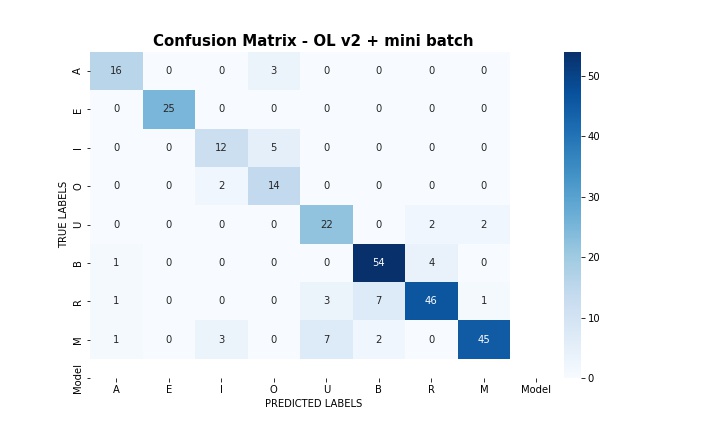 Confusion Matrix - OL v2 + mini batch
A 16 0 0 3 0 0 0 0
E 0 25 0 0 0 0 0 0
I 0 0 12 5 0 0 0 0
O 0 0 2 14 0 0 0 0
U 0 0 0 0 22 0 2 2
B 1 0 0 0 0 54 4 0
R 1 0 0 0 3 7 46 1
M 1 0 3 0 7 2 0 45
Model
TRUE LABELS
A E I O U B R M Model
PREDICTED LABELS
50
40
30
20
10
0